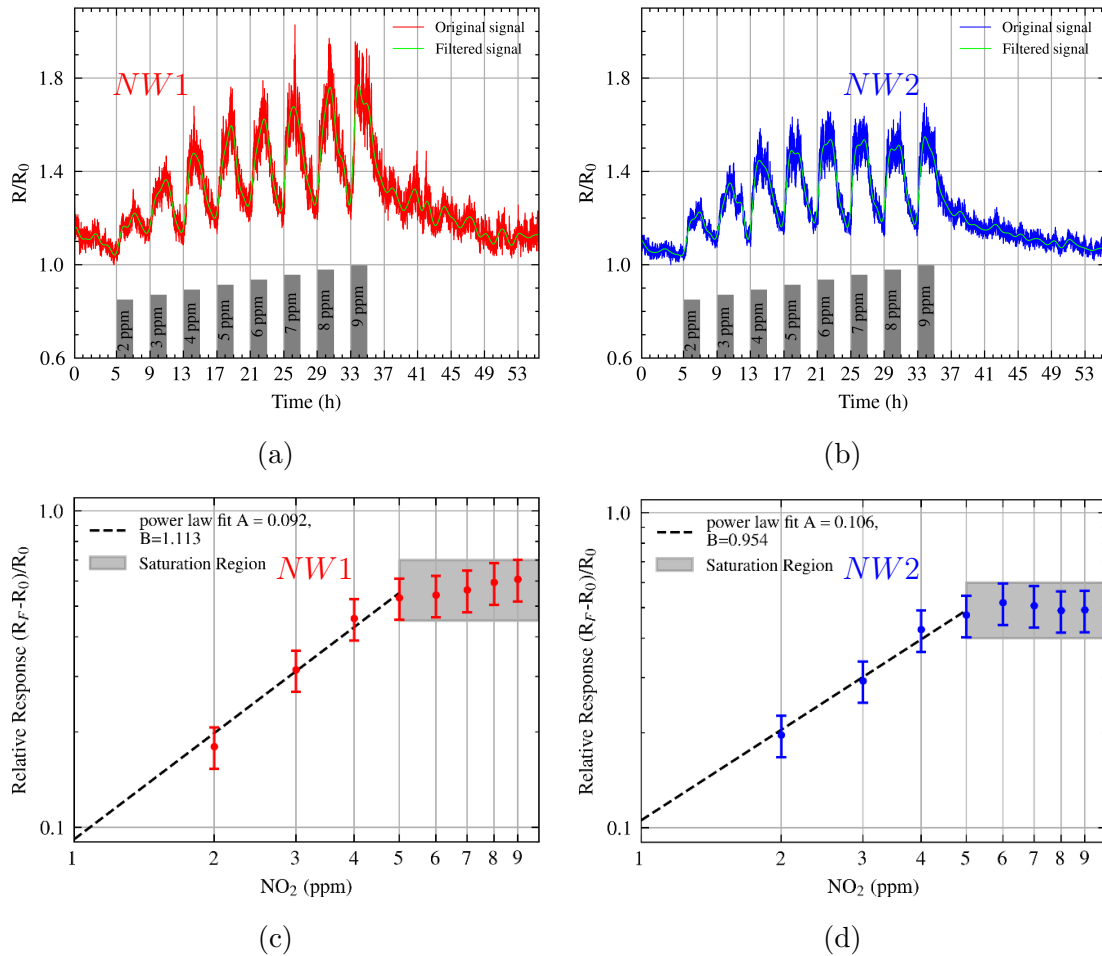 Original signal
Filtered signal
NW1
R/R₀
1.8
1.4
1.0
0.6
2 ppm
3 ppm
4 ppm
5 ppm
6 ppm
7 ppm
8 ppm
9 ppm
0 5 9 13 17 21 25 29 33 37 41 45 49 53
Time (h)
(a)
Original signal
Filtered signal
NW2
R/R₀
1.8
1.4
1.0
0.6
2 ppm
3 ppm
4 ppm
5 ppm
6 ppm
7 ppm
8 ppm
9 ppm
0 5 9 13 17 21 25 29 33 37 41 45 49 53
Time (h)
(b)
power law fit A = 0.092,
B=1.113
Saturation Region
NW1
Relative Response (R_F-R₀)/R₀
1.0
0.1
1 2 3 4 5 6 7 8 9
NO₂ (ppm)
(c)
power law fit A = 0.106,
B=0.954
Saturation Region
NW2
Relative Response (R_F-R₀)/R₀
1.0
0.1
1 2 3 4 5 6 7 8 9
NO₂ (ppm)
(d)